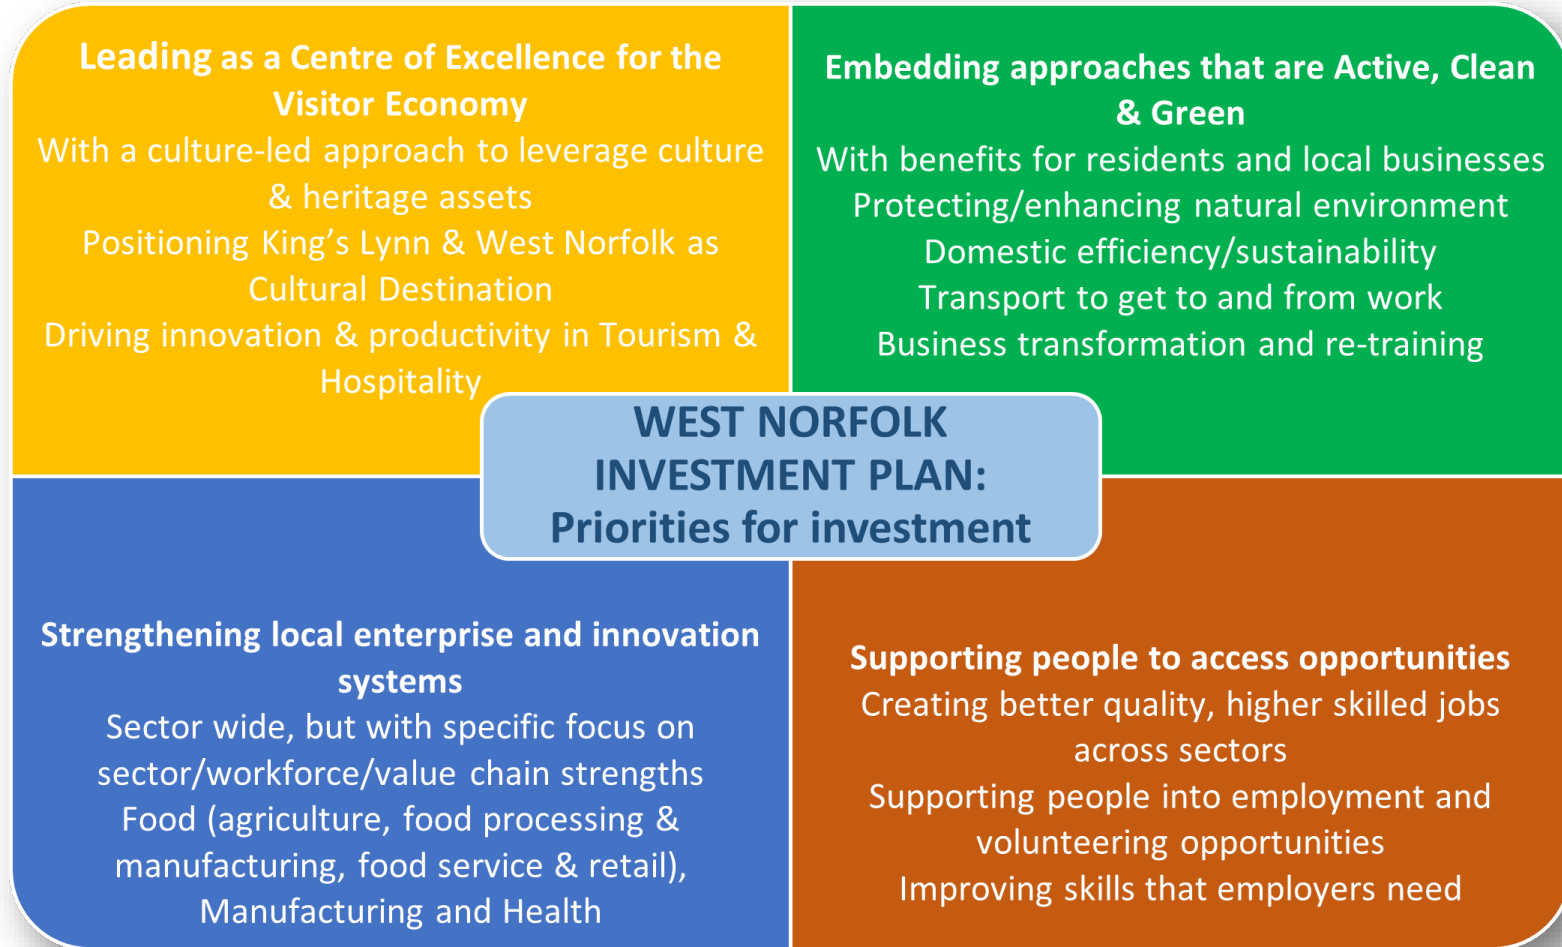 Leading as a Centre of Excellence for the
Visitor Economy
With a culture-led approach to leverage culture
& heritage assets
Positioning King’s Lynn & West Norfolk as
Cultural Destination
Driving innovation & productivity in Tourism &
Hospitality
Embedding approaches that are Active, Clean
& Green
With benefits for residents and local businesses
Protecting/enhancing natural environment
Domestic efficiency/sustainability
Transport to get to and from work
Business transformation and re-training
WEST NORFOLK
INVESTMENT PLAN:
Priorities for investment
Strengthening local enterprise and innovation
systems
Sector wide, but with specific focus on
sector/workforce/value chain strengths
Food (agriculture, food processing &
manufacturing, food service & retail),
Manufacturing and Health
Supporting people to access opportunities
Creating better quality, higher skilled jobs
across sectors
Supporting people into employment and
volunteering opportunities
Improving skills that employers need